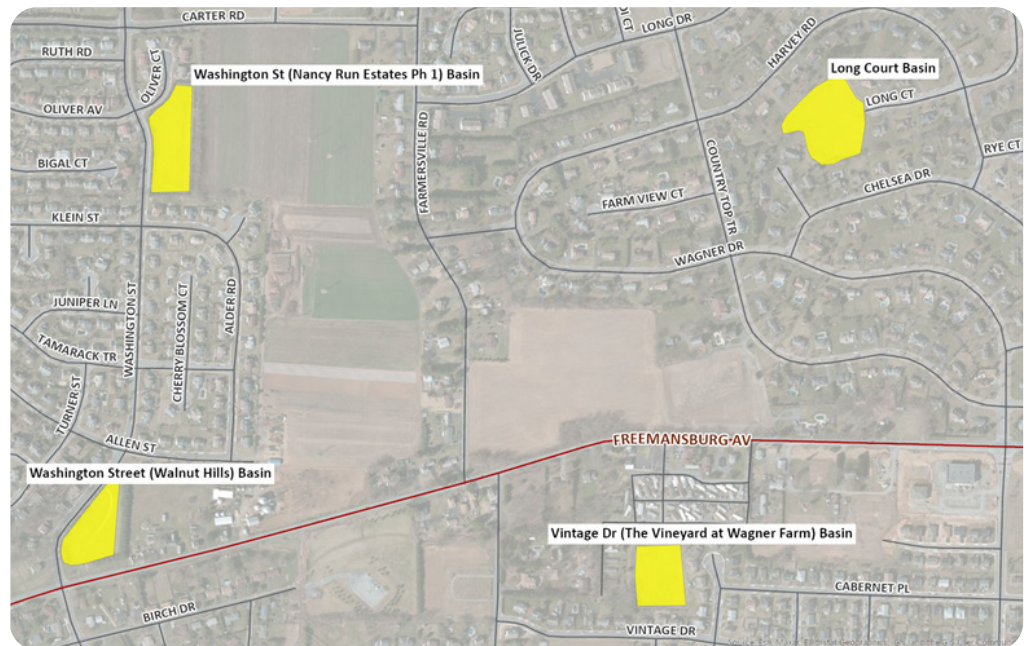 CARTER RD
DI CT
LONG DR
JULICK DR
HARVEY RD
RUTH RD
OLIVER CT
Washington St (Nancy Run Estates Ph 1) Basin
Long Court Basin
LONG CT
OLIVER AV
FARMERSVILLE RD
COUNTRY TOP TR
RYE CT
BIGAL CT
CHELSEA DR
FARM VIEW CT
KLEIN ST
WAGNER DR
JUNIPER LN
WASHINGTON ST
CHERRY BLOSSOM CT
ALDER RD
TAMARACK TR
TURNER ST
ALLEN ST
FREEMANSBURG AV
Washington Street (Walnut Hills) Basin
Vintage Dr (The Vineyard at Wagner Farm) Basin
CABERNET PL
BIRCH DR
VINTAGE DR